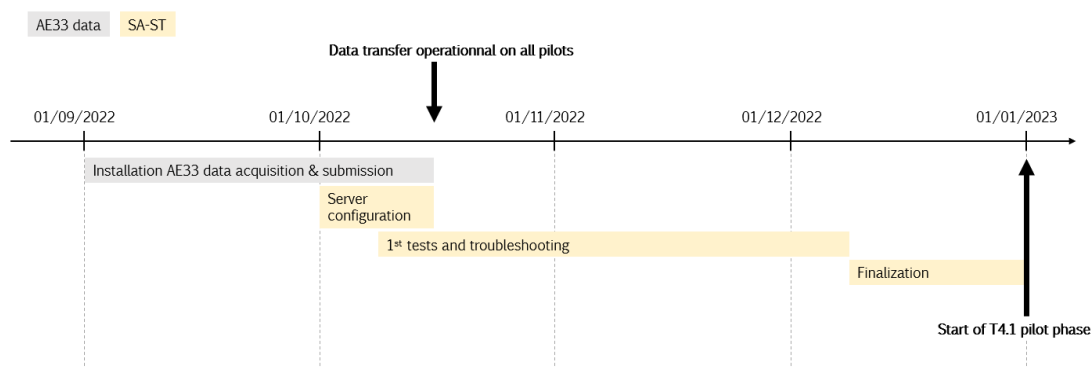 AE33 data
SA-ST
Data transfer operationnal on all pilots
01/09/2022
01/10/2022
01/11/2022
01/12/2022
01/01/2023
Installation AE33 data acquisition & submission
Server
configuration
1st tests and troubleshooting
Finalization
Start of T4.1 pilot phase